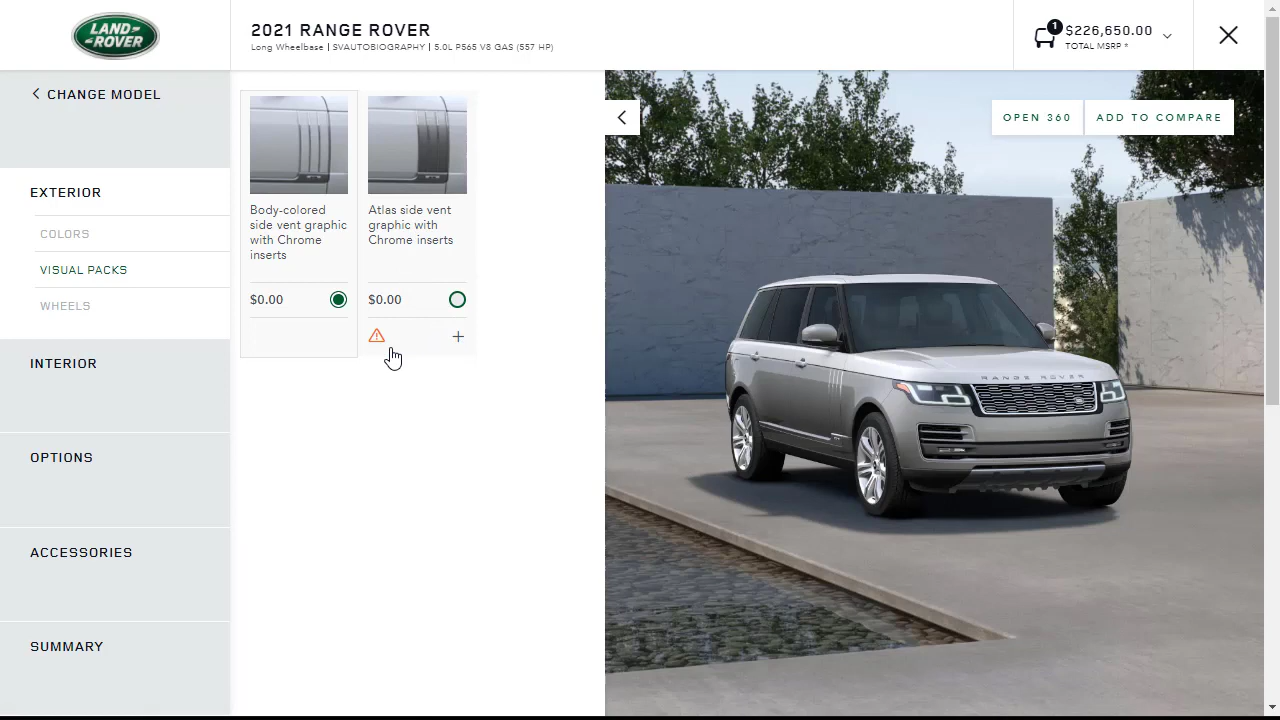 LAND-
-ROVER
2021 RANGE ROVER
Long Wheelbase | SVAUTOBIOGRAPHY | 5.0L P565 V8 GAS (557 HP)
1
$226,650.00
TOTAL MSRP *
CHANGE MODEL
EXTERIOR
COLORS
VISUAL PACKS
WHEELS
INTERIOR
OPTIONS
ACCESSORIES
SUMMARY
Body-colored
side vent graphic
with Chrome
inserts
$0.00
Atlas side vent
graphic with
Chrome inserts
$0.00
OPEN 360
ADD TO COMPARE
RANGE ROVER